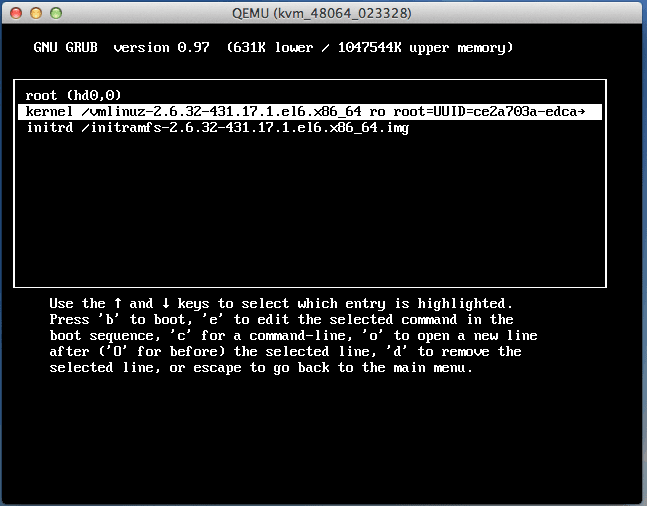 QEMU (kvm_48064_023328)
GNU GRUB  version 0.97  (631K lower / 1047544K upper memory)
root (hd0,0)
kernel /vmlinuz-2.6.32-431.17.1.el6.x86_64 ro root=UUID=ce2a703a-edca→
initrd /initramfs-2.6.32-431.17.1.el6.x86_64.img
Use the ↑ and ↓ keys to select which entry is highlighted.
Press 'b' to boot, 'e' to edit the selected command in the
boot sequence, 'c' for a command-line, 'o' to open a new line
after ('O' for before) the selected line, 'd' to remove the
selected line, or escape to go back to the main menu.